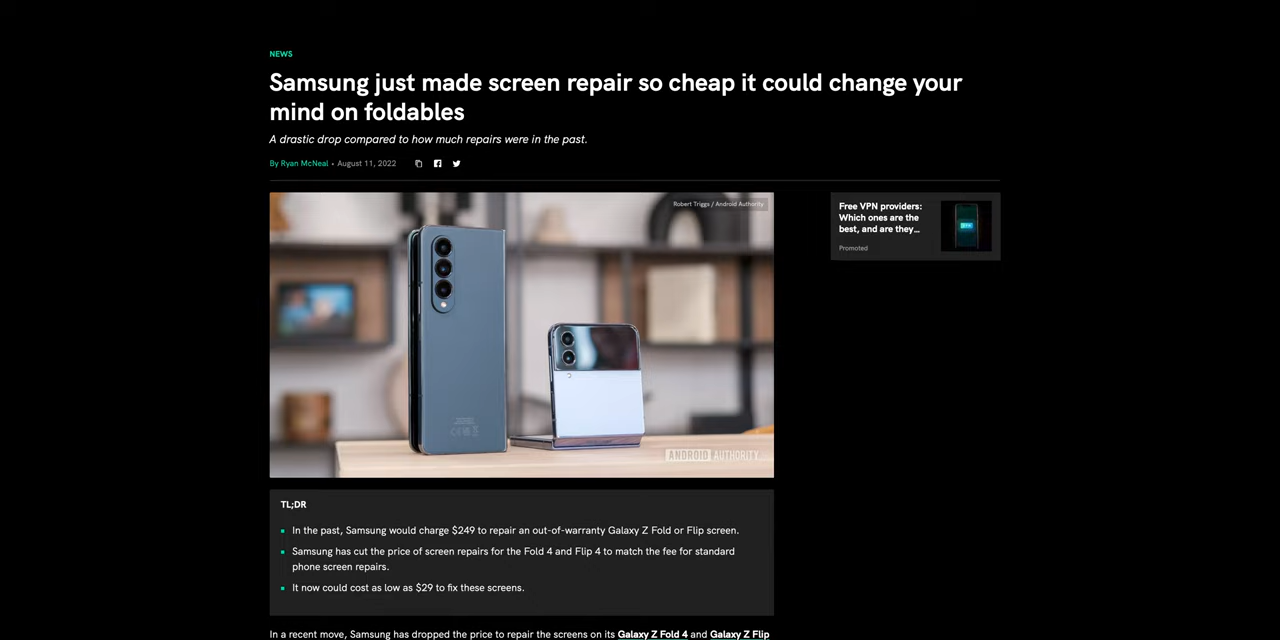 NEWS
Samsung just made screen repair so cheap it could change your
mind on foldables
A drastic drop compared to how much repairs were in the past.
By Ryan McNeal • August 11, 2022
Robert Triggs / Android Authority
Free VPN providers:
Which ones are the
best, and are they...
Promoted
ANDROID AUTHORITY
TL;DR
In the past, Samsung would charge $249 to repair an out-of-warranty Galaxy Z Fold or Flip screen.
Samsung has cut the price of screen repairs for the Fold 4 and Flip 4 to match the fee for standard
phone screen repairs.
It now could cost as low as $29 to fix these screens.
In a recent move, Samsung has dropped the price to repair the screens on its Galaxy Z Fold 4 and Galaxy Z Flip